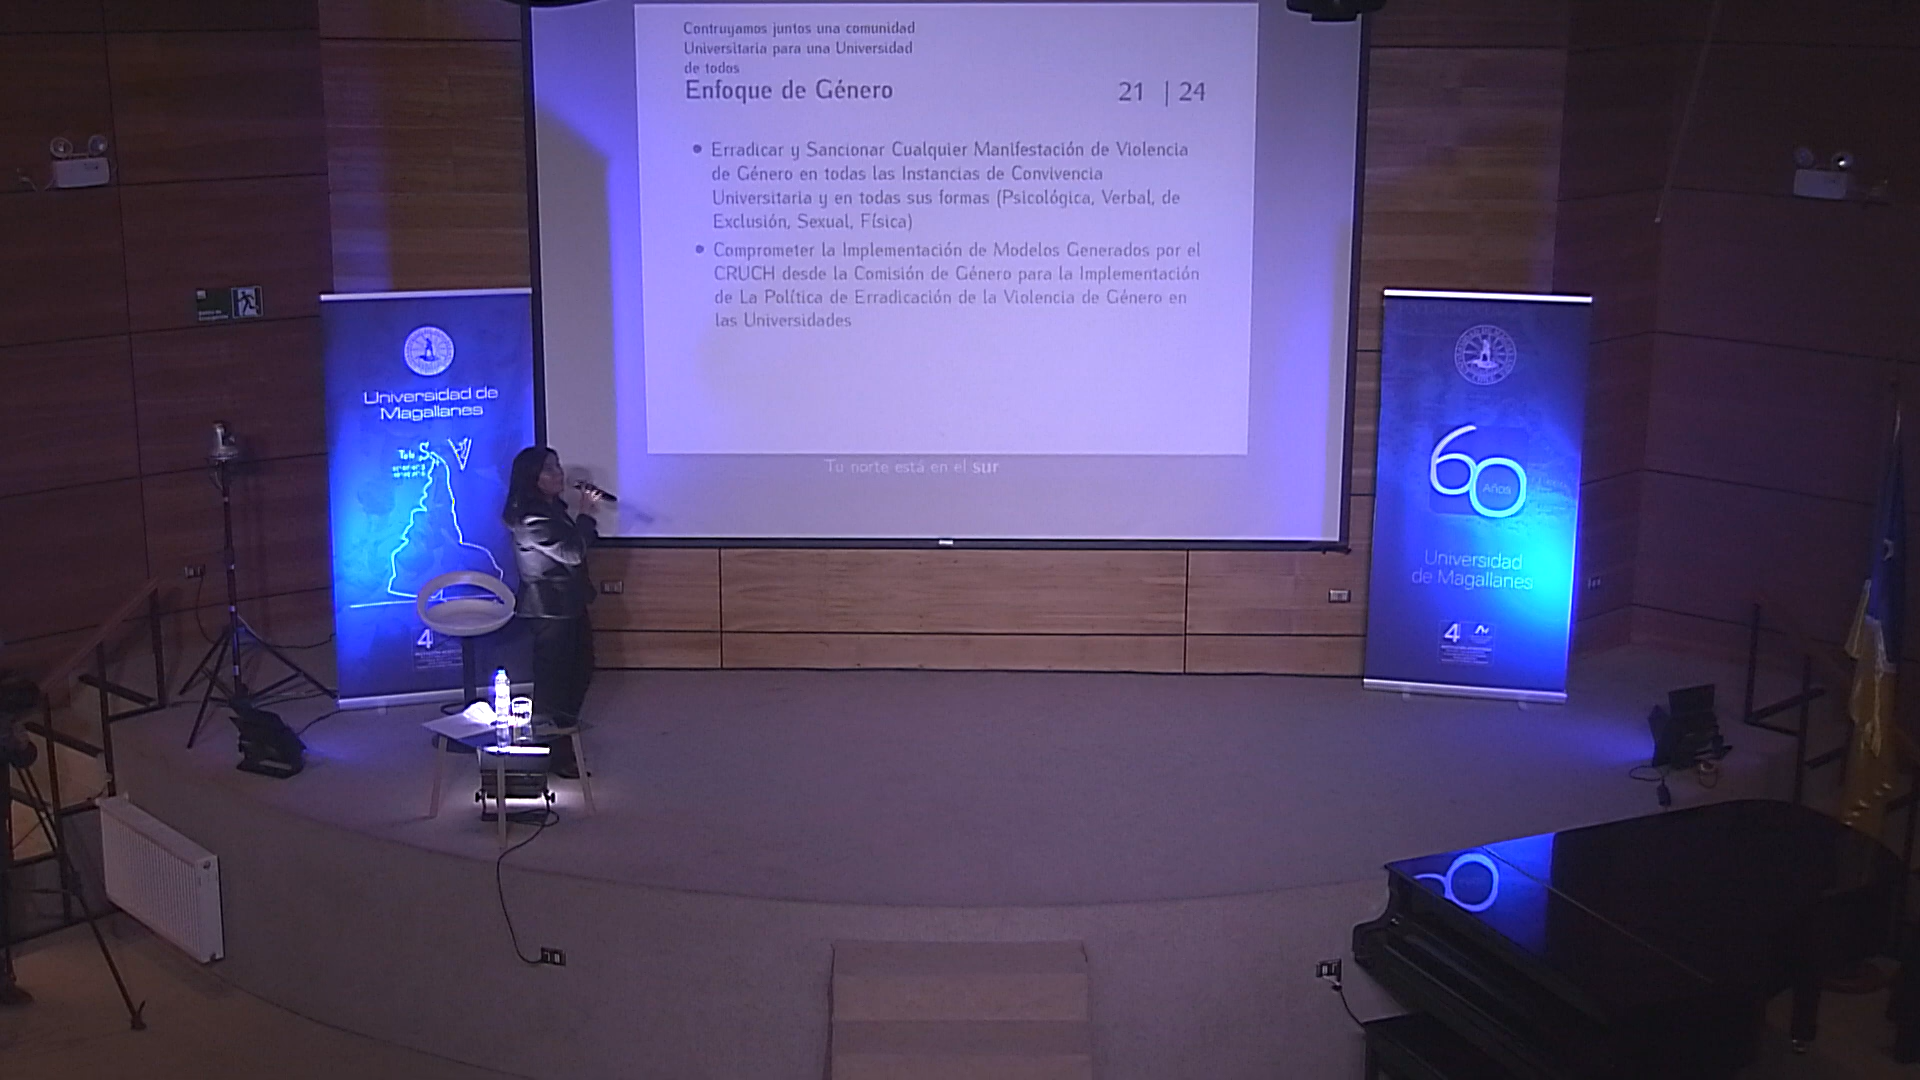 Contruyamos juntos una comunidad
Universitaria para una Universidad
de todos
Enfoque de Género
21 | 24
• Erradicar y Sancionar Cualquier Manifestación de Violencia
de Género en todas las Instancias de Convivencia
Universitaria y en todas sus formas (Psicológica, Verbal, de
Exclusión, Sexual, Física)
• Comprometer la Implementación de Modelos Generados por el
CRUCH desde la Comisión de Género para la Implementación
de La Política de Erradicación de la Violencia de Género en
las Universidades
Tu norte está en el sur
Universidad de
Magallanes
4
60
Años
Universidad
de Magallanes
4